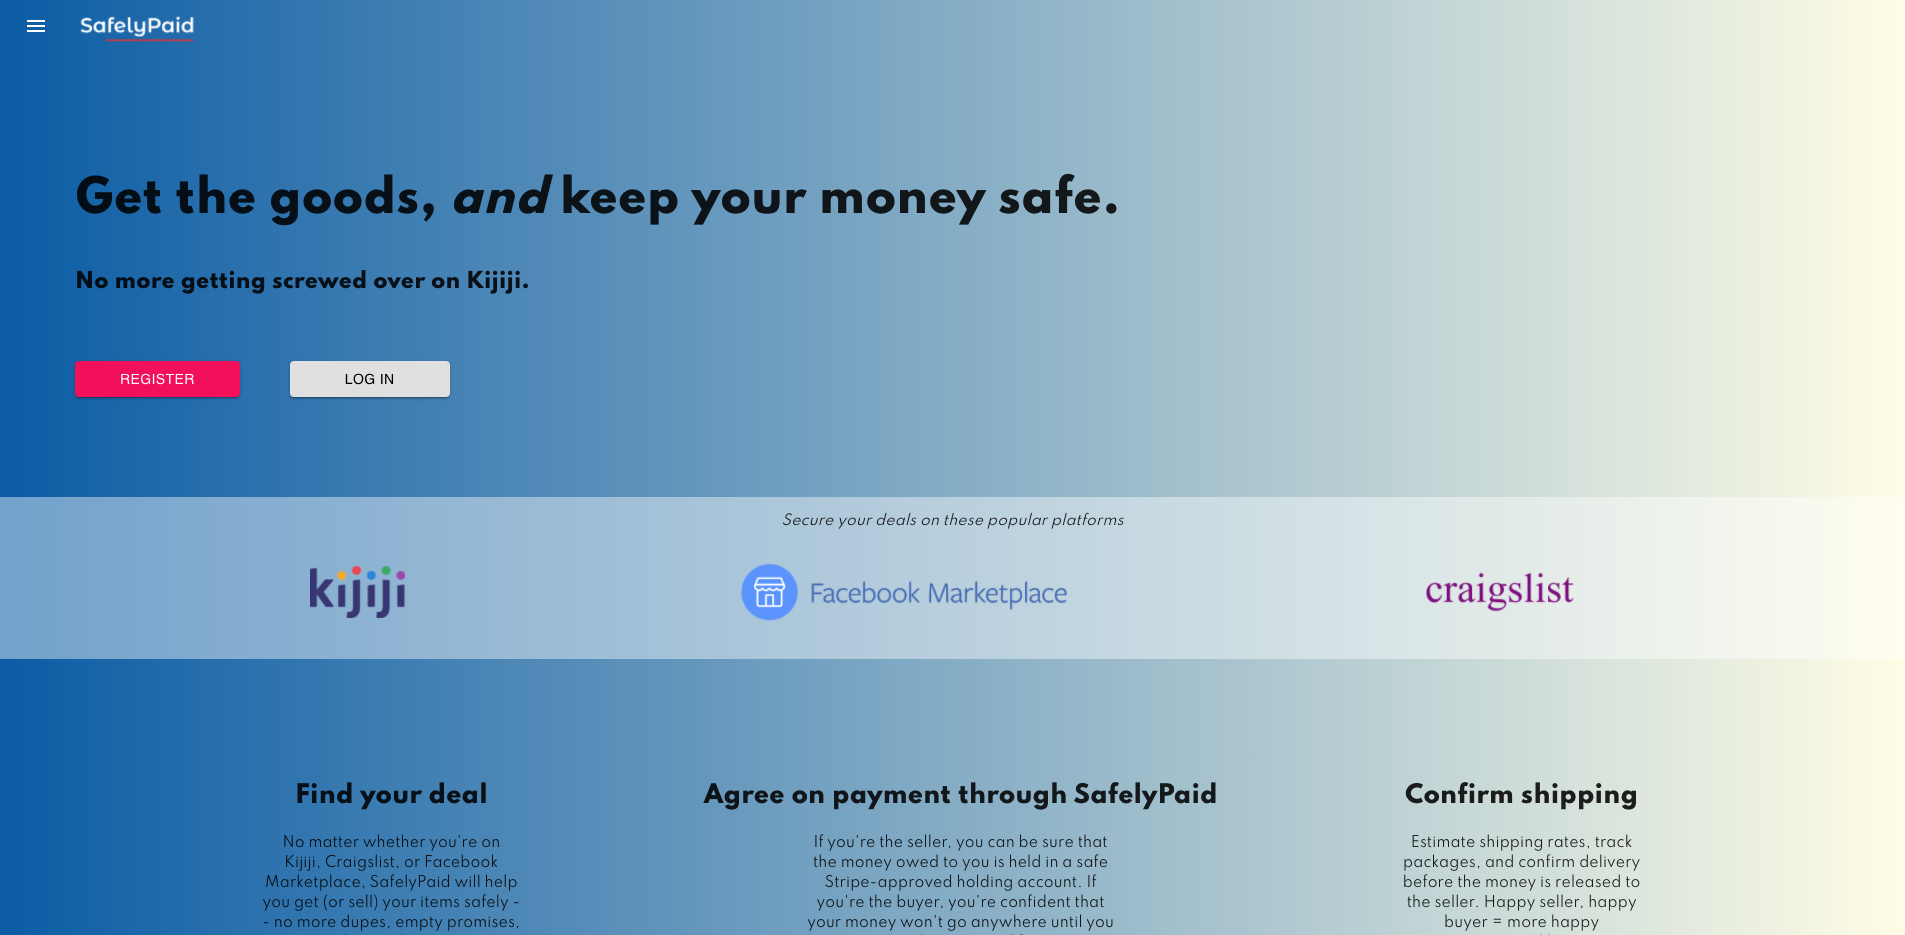 SafelyPaid
Get the goods, and keep your money safe.
No more getting screwed over on Kijiji.
REGISTER
LOG IN
Secure your deals on these popular platforms
kijiji
Facebook Marketplace
craigslist
Find your deal
No matter whether you're on
Kijiji, Craigslist, or Facebook
Marketplace, SafelyPaid will help
you get (or sell) your items safely -
- no more dupes, empty promises,
Agree on payment through SafelyPaid
If you're the seller, you can be sure that
the money owed to you is held in a safe
Stripe-approved holding account. If
you're the buyer, you're confident that
your money won't go anywhere until you
Confirm shipping
Estimate shipping rates, track
packages, and confirm delivery
before the money is released to
the seller. Happy seller, happy
buyer = more happy